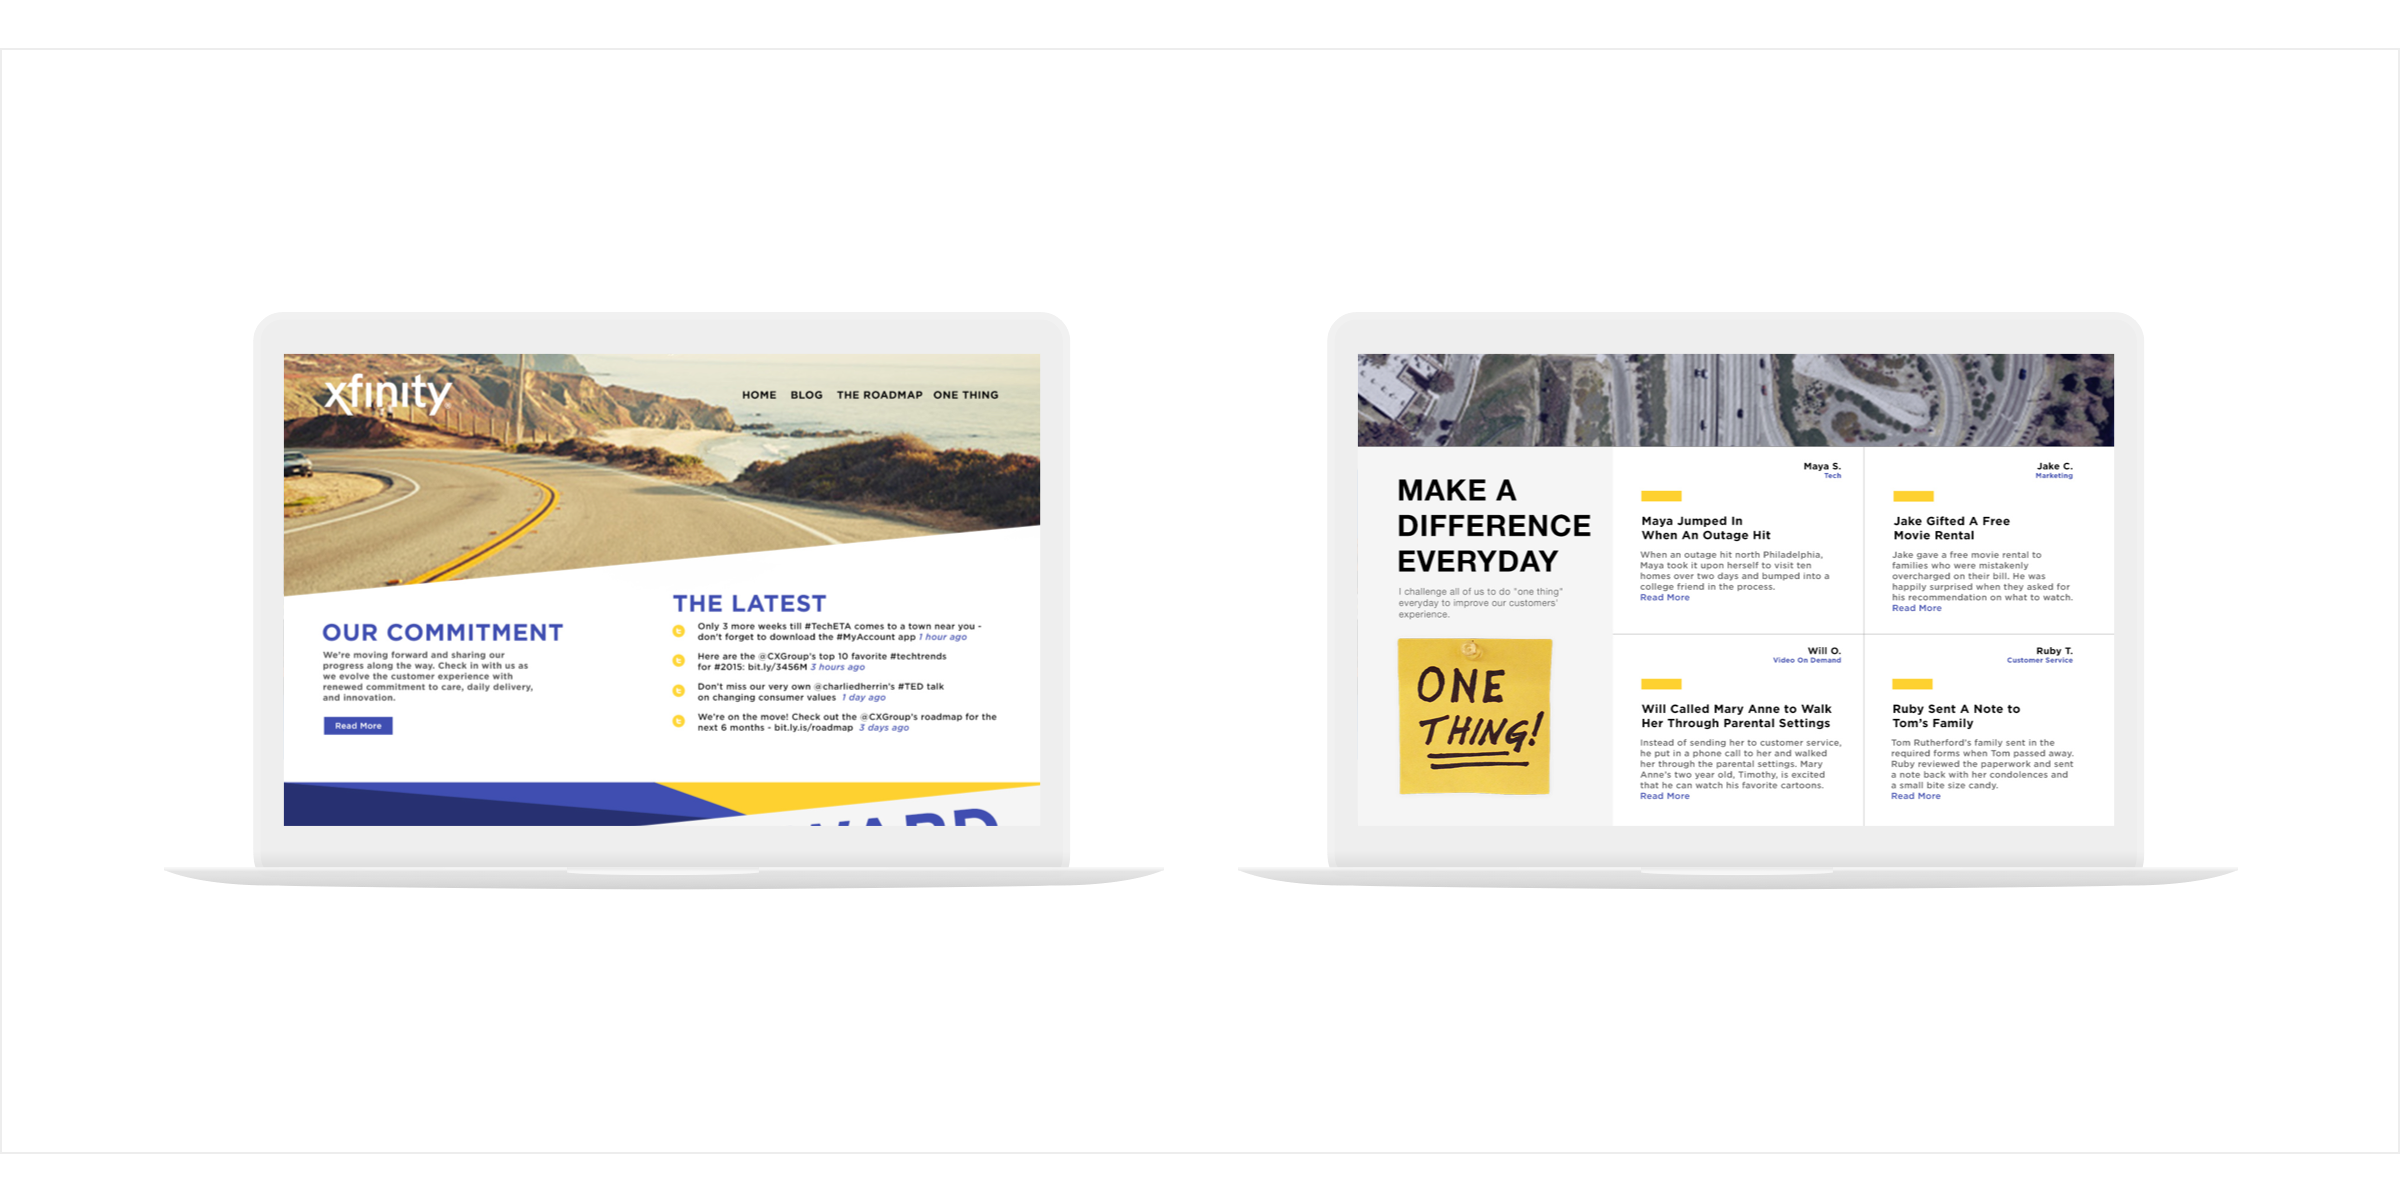 xfinity
HOME BLOG THE ROADMAP ONE THING
OUR COMMITMENT
We're moving forward and sharing our
progress along the way. Check in with us as
we evolve the customer experience with
renewed commitment to care, daily delivery,
and innovation.
Read More
THE LATEST
Only 3 more weeks till #TechETA comes to a town near you -
don't forget to download the #MyAccount app 1 hour ago
Here are the @CXGroup's top 10 favorite #techtrends
for #2015: bit.ly/3456M 3 hours ago
Don't miss our very own @charliedherrin's #TED talk
on changing consumer values 1 day ago
We're on the move! Check out the @CXGroup's roadmap for the
next 6 months - bit.ly.is/roadmap 3 days ago
WARD
MAKE A
DIFFERENCE
EVERYDAY
I challenge all of us to do "one thing"
everyday to improve our customers'
experience.
ONE
THING!
Maya S.
Tech
Maya Jumped In
When An Outage Hit
When an outage hit north Philadelphia,
Maya took it upon herself to visit ten
homes over two days and bumped into a
college friend in the process.
Read More
Jake C.
Marketing
Jake Gifted A Free
Movie Rental
Jake gave a free movie rental to
families who were mistakenly
overcharged on their bill. He was
happily surprised when they asked for
his recommendation on what to watch.
Read More
Will O.
Video On Demand
Will Called Mary Anne to Walk
Her Through Parental Settings
Instead of sending her to customer service,
he put in a phone call to her and walked
her through the parental settings. Mary
Anne's two year old, Timothy, is excited
that he can watch his favorite cartoons.
Read More
Ruby T.
Customer Service
Ruby Sent A Note to
Tom's Family
Tom Rutherford's family sent in the
required forms when Tom passed away.
Ruby reviewed the paperwork and sent
a note back with her condolences and
a small bite size candy.
Read More